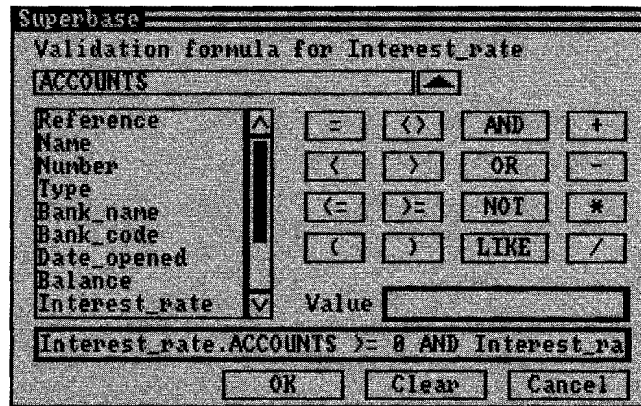 Superbase
Validation formula for Interest_rate
ACCOUNTS
Reference
Name
Number
Type
Bank_name
Bank_code
Date_opened
Balance
Interest_rate
= <> AND +
< > OR -
<= >= NOT *
( ) LIKE /
Value
Interest_rate.ACCOUNTS >= 0 AND Interest_ra
OK Clear Cancel